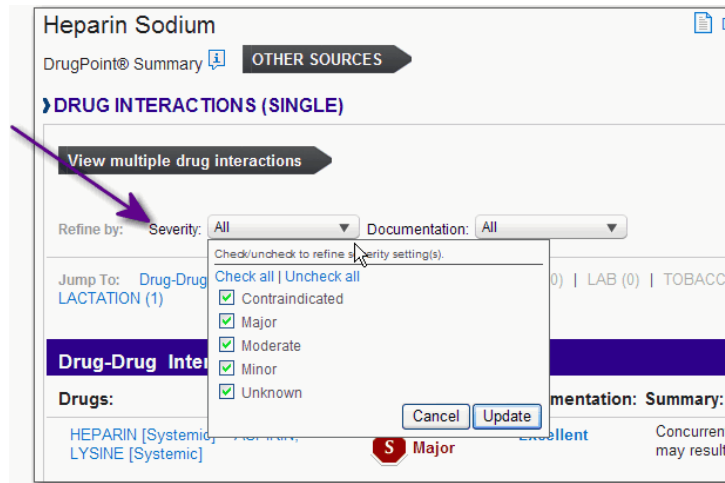 Heparin Sodium
DrugPoint® Summary
OTHER SOURCES
DRUG INTERACTIONS (SINGLE)
View multiple drug interactions
Refine by: Severity: All Documentation: All
Check/uncheck to refine severity setting(s).
Jump To: Drug-Drug 0) | LAB (0) | TOBACC
Check all | Uncheck all
LACTATION (1)
Contraindicated
Major
Moderate
Minor
Unknown
Cancel Update
Drug-Drug Inter
Drugs: mentation: Summary:
HEPARIN [Systemic] Excellent Concurren
LYSINE [Systemic] S Major may result